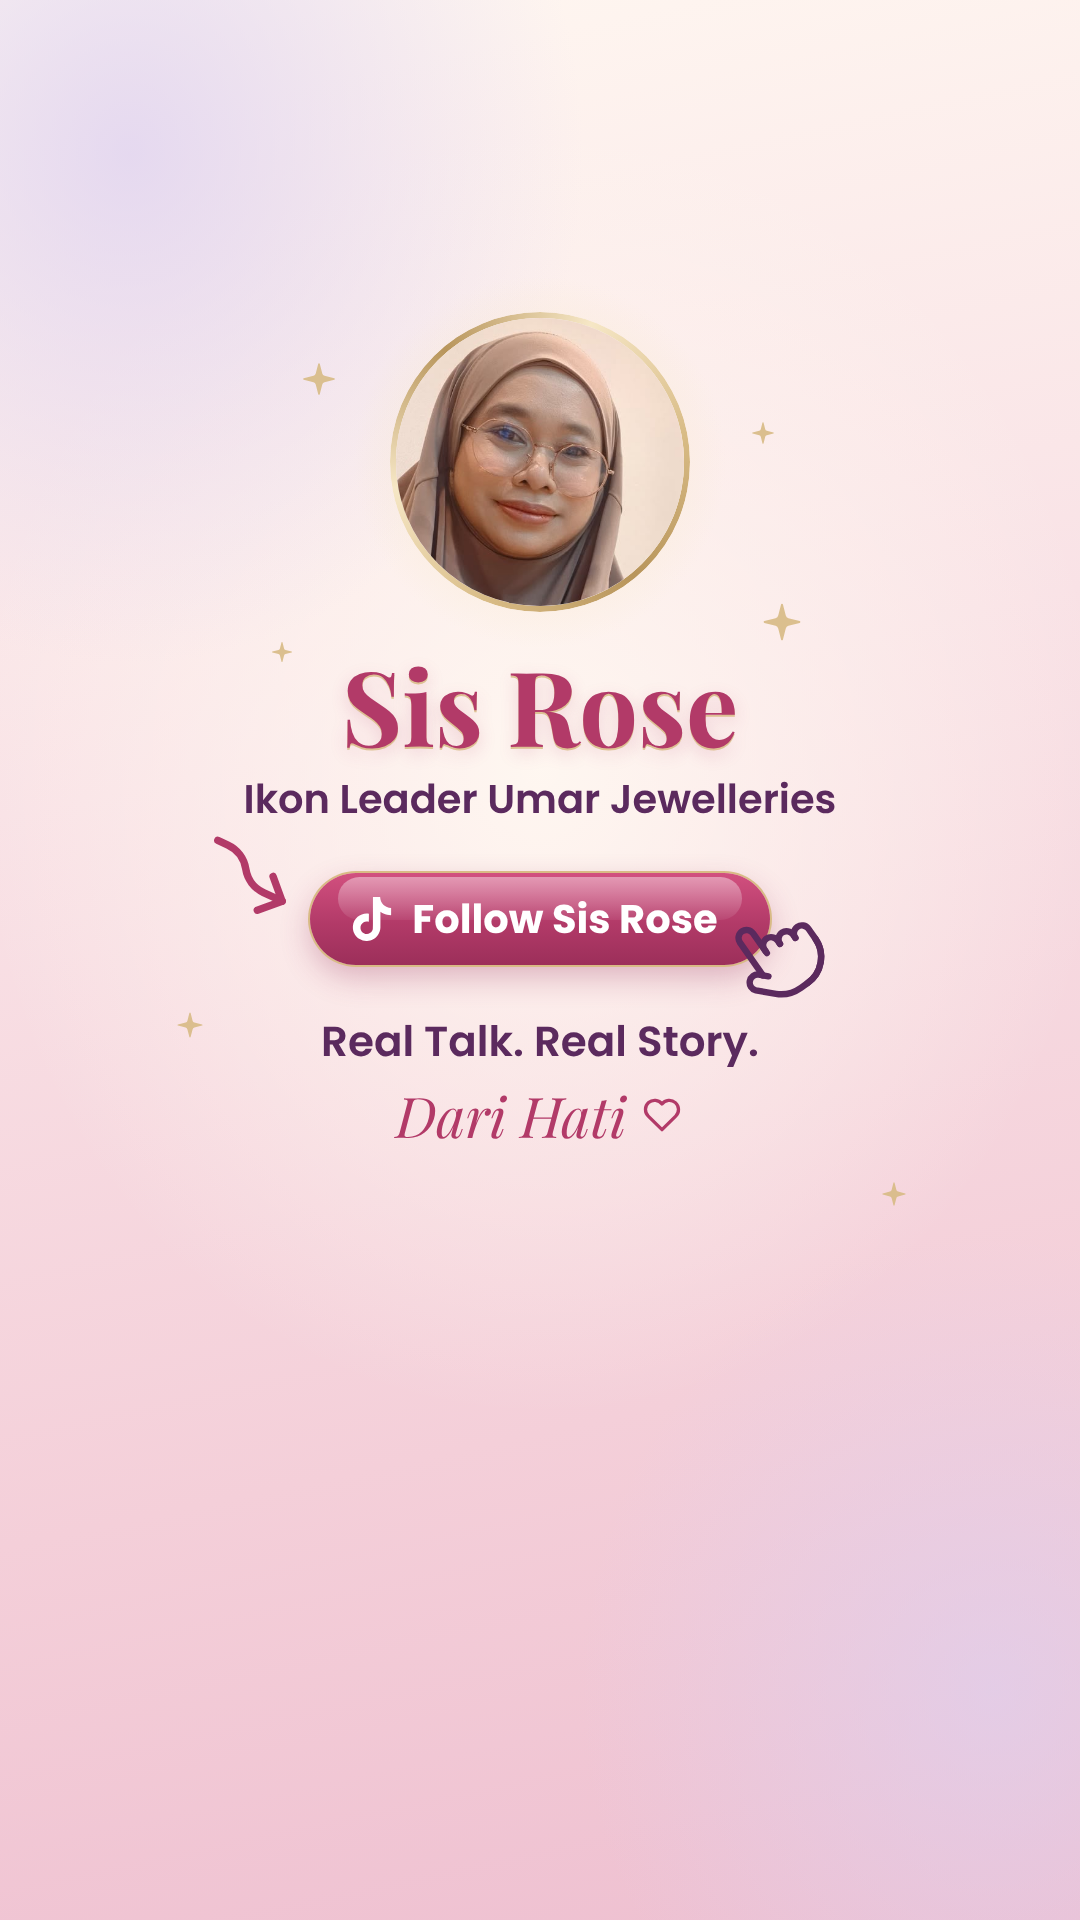 Sis Rose
Ikon Leader Umar Jewelleries
Follow Sis Rose
Real Talk. Real Story.
Dari Hati